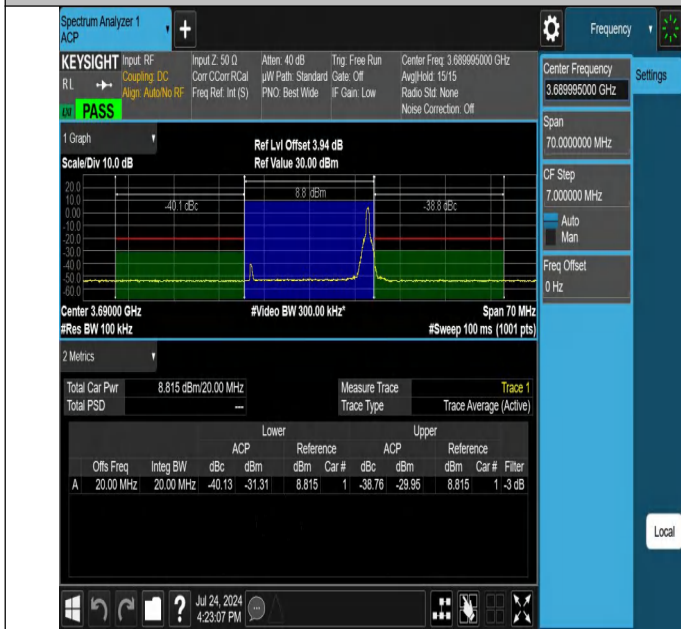 Spectrum Analyzer 1
ACP
Frequency
KEYSIGHT Input: RF Input Z: 50 Ω Atten: 40 dB Trig: Free Run Center Freq: 3.689995000 GHz
RL Coupling: DC Corr CCorr RCal µW Path: Standard Gate: Off Avg|Hold: 15/15
Align: Auto/No RF Freq Ref: Int (S) PNO: Best Wide IF Gain: Low Radio Std: None
PASS Noise Correction: Off
1 Graph
Ref Lvl Offset 3.94 dB
Scale/Div 10.0 dB Ref Value 30.00 dBm
20.0
10.0
0.00
-10.0
-20.0
-30.0
-40.0
-50.0
-60.0
-40.1 dBc 8.8 dBm -38.8 dBc
Center 3.69000 GHz #Video BW 300.00 kHz* Span 70 MHz
#Res BW 100 kHz #Sweep 100 ms (1001 pts)
2 Metrics
Total Car Pwr 8.815 dBm/20.00 MHz Measure Trace Trace 1
Total PSD --- Trace Type Trace Average (Active)
Lower Upper
ACP Reference ACP Reference
Offs Freq Integ BW dBc dBm dBm Car # dBc dBm dBm Car # Filter
A 20.00 MHz 20.00 MHz -40.13 -31.31 8.815 1 -38.76 -29.95 8.815 1 -3 dB
Jul 24, 2024
4:23:07 PM
Center Frequency
3.689995000 GHz
Settings
Span
70.0000000 MHz
CF Step
7.000000 MHz
Auto
Man
Freq Offset
0 Hz
Local